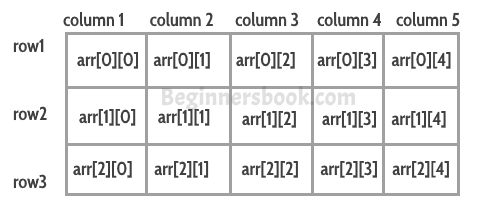 column 1 column 2 column 3 column 4 column 5
row1 arr[0][0] arr[0][1] arr[0][2] arr[0][3] arr[0][4]
Beginnersbook.com
row2 arr[1][0] arr[1][1] arr[1][2] arr[1][3] arr[1][4]
row3 arr[2][0] arr[2][1] arr[2][2] arr[2][3] arr[2][4]